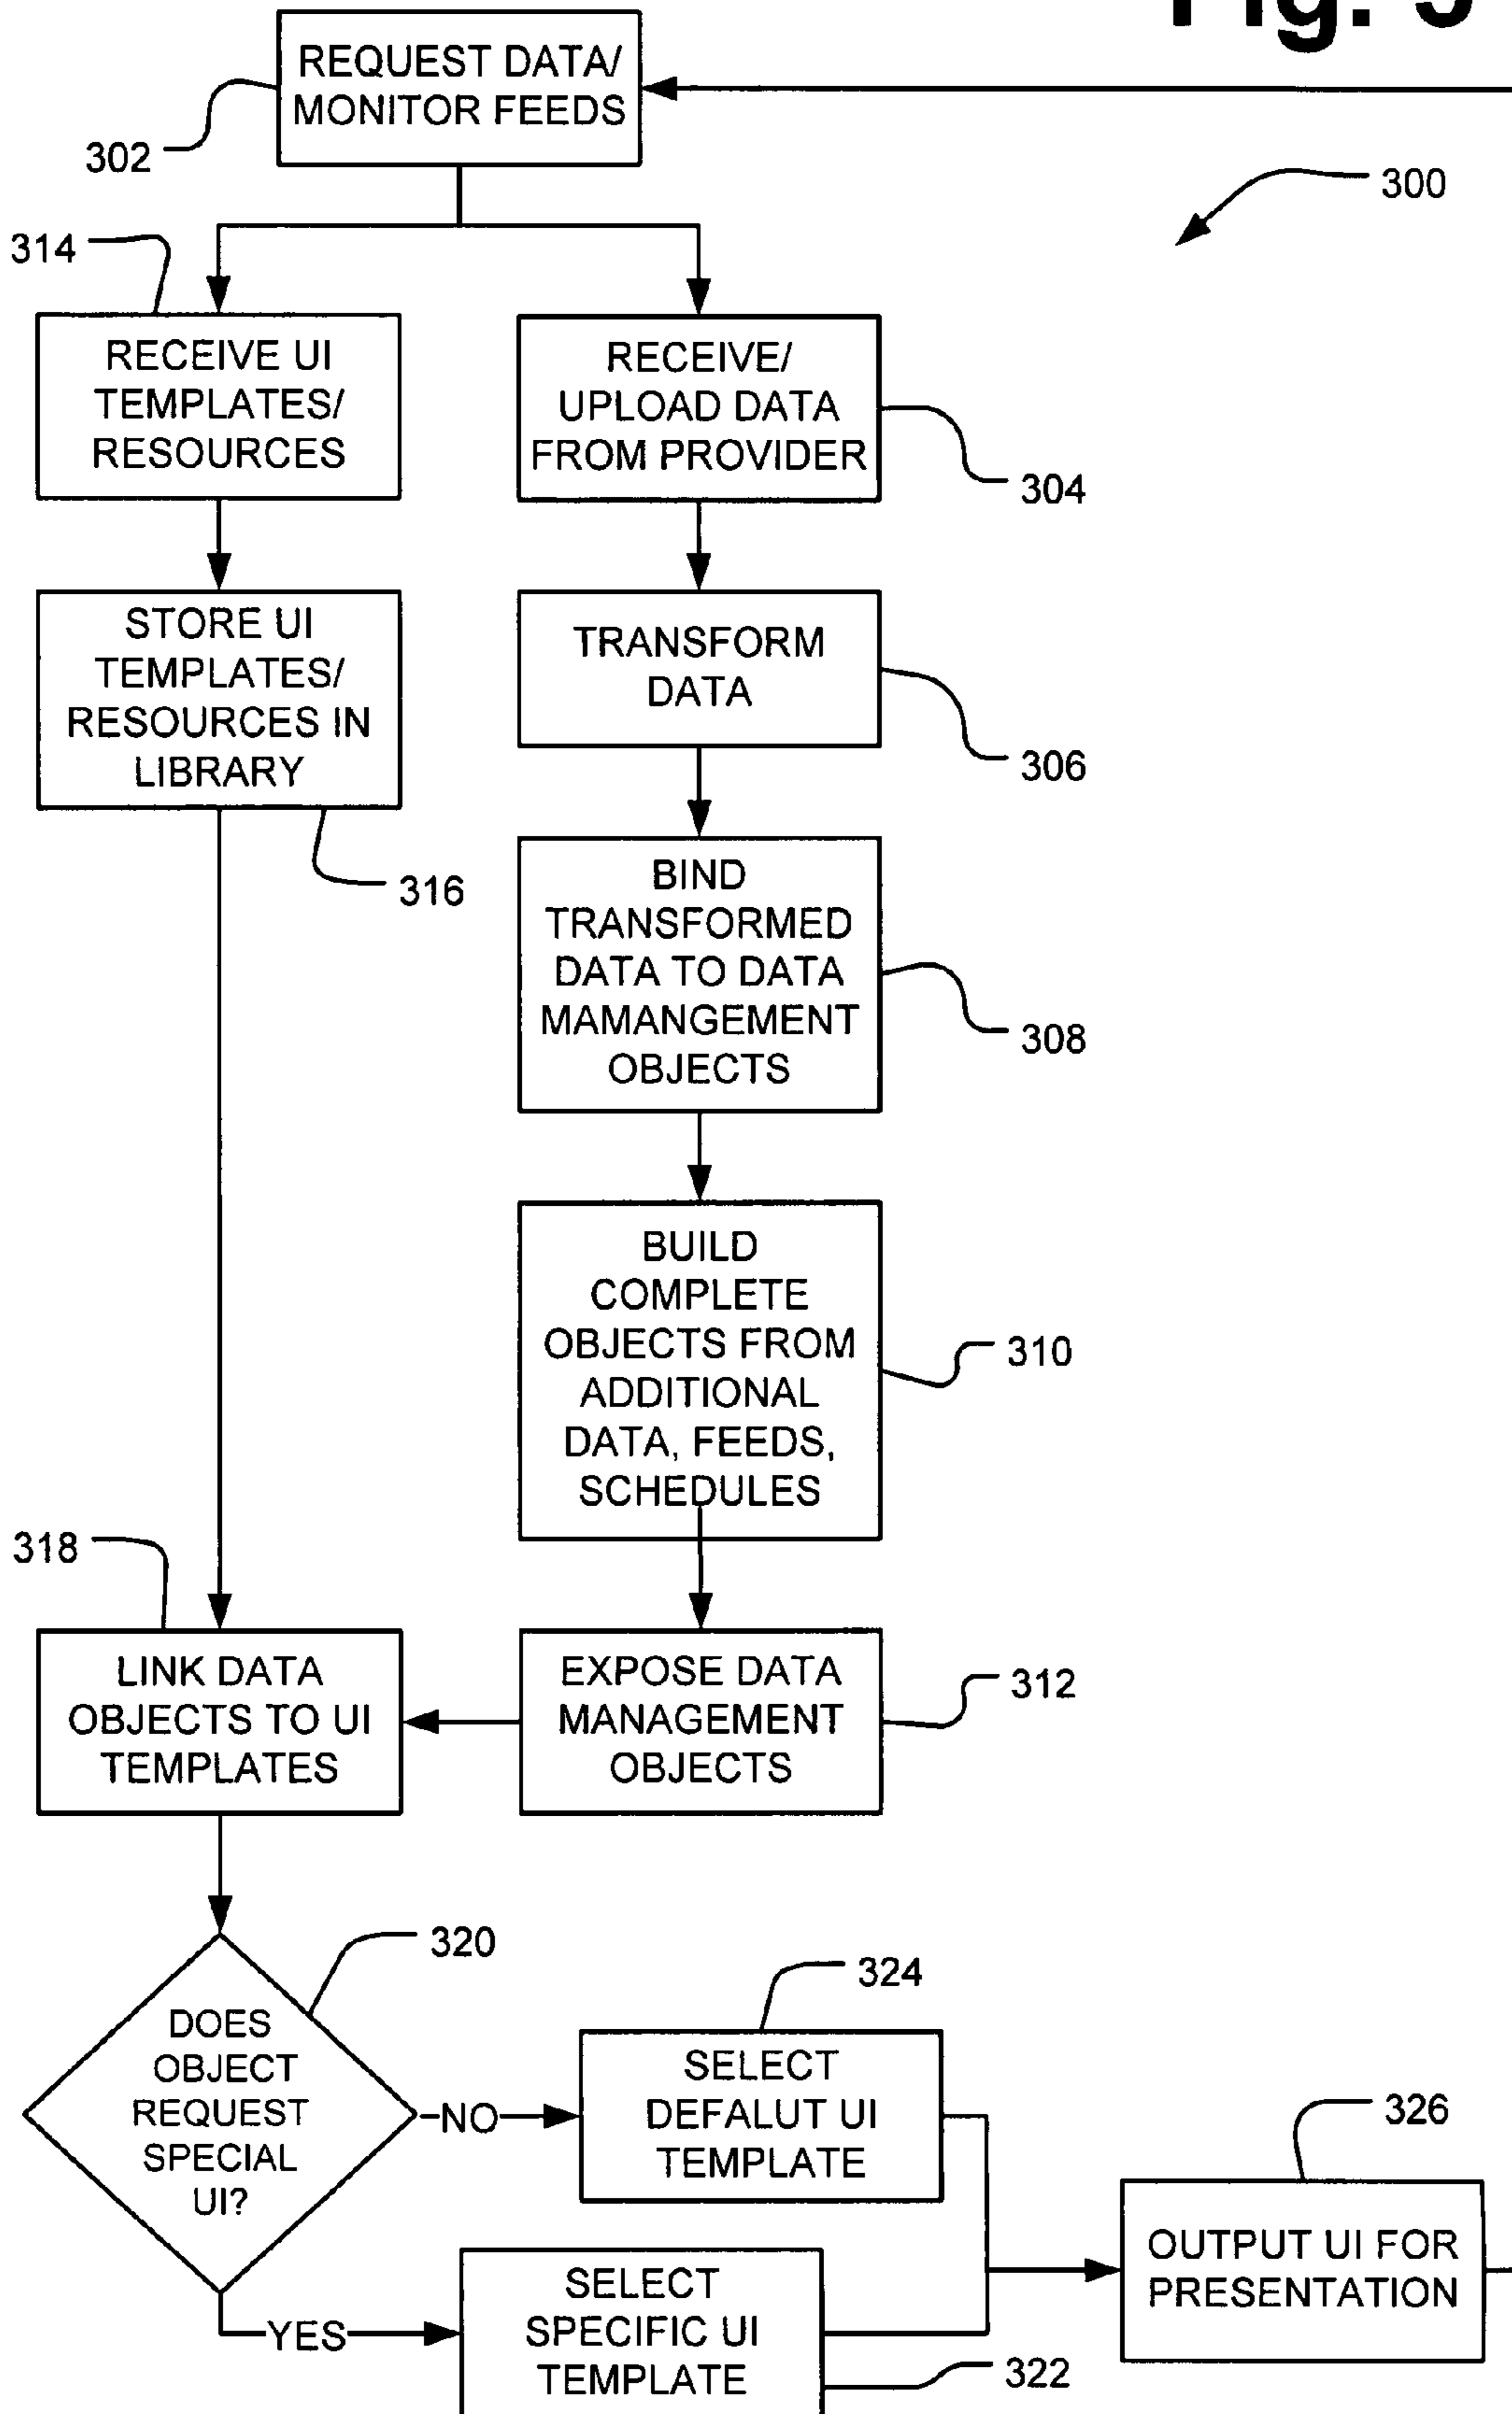 Fig. 3
REQUEST DATA/
MONITOR FEEDS
302
300
314
RECEIVE UI
TEMPLATES/
RESOURCES
RECEIVE/
UPLOAD DATA
FROM PROVIDER
304
STORE UI
TEMPLATES/
RESOURCES IN
LIBRARY
316
TRANSFORM
DATA
306
BIND
TRANSFORMED
DATA TO DATA
MAMANGEMENT
OBJECTS
308
BUILD
COMPLETE
OBJECTS FROM
ADDITIONAL
DATA, FEEDS,
SCHEDULES
310
318
LINK DATA
OBJECTS TO UI
TEMPLATES
EXPOSE DATA
MANAGEMENT
OBJECTS
312
320
DOES
OBJECT
REQUEST
SPECIAL
UI?
NO
324
SELECT
DEFALUT UI
TEMPLATE
YES
SELECT
SPECIFIC UI
TEMPLATE
322
326
OUTPUT UI FOR
PRESENTATION